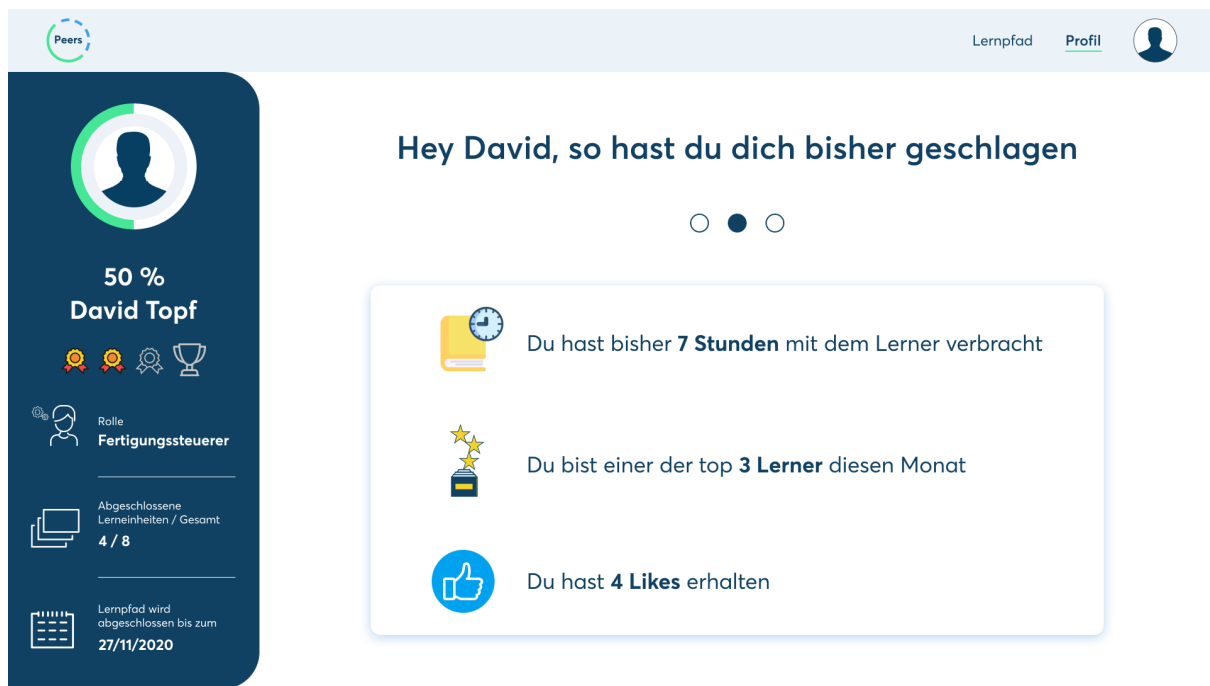 Peers
Lernpfad
Profil
50 %
David Topf
Rolle
Fertigungssteuerer
Abgeschlossene
Lerneinheiten / Gesamt
4 / 8
Lernpfad wird
abgeschlossen bis zum
27/11/2020
Hey David, so hast du dich bisher geschlagen
Du hast bisher 7 Stunden mit dem Lerner verbracht
Du bist einer der top 3 Lerner diesen Monat
Du hast 4 Likes erhalten